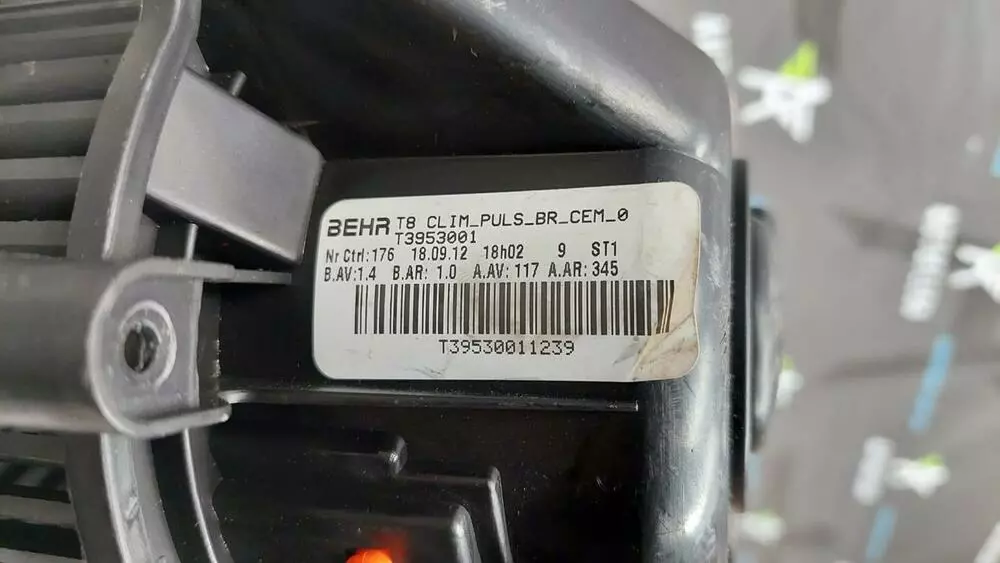 BEHR T8 CLIM_PULS_BR_CEM_0
T3953001
Nr Ctrl:176 18.09.12 18h02 9 ST1
B.AV:1.4 B.AR: 1.0 A.AV: 117 A.AR: 345
T39530011239